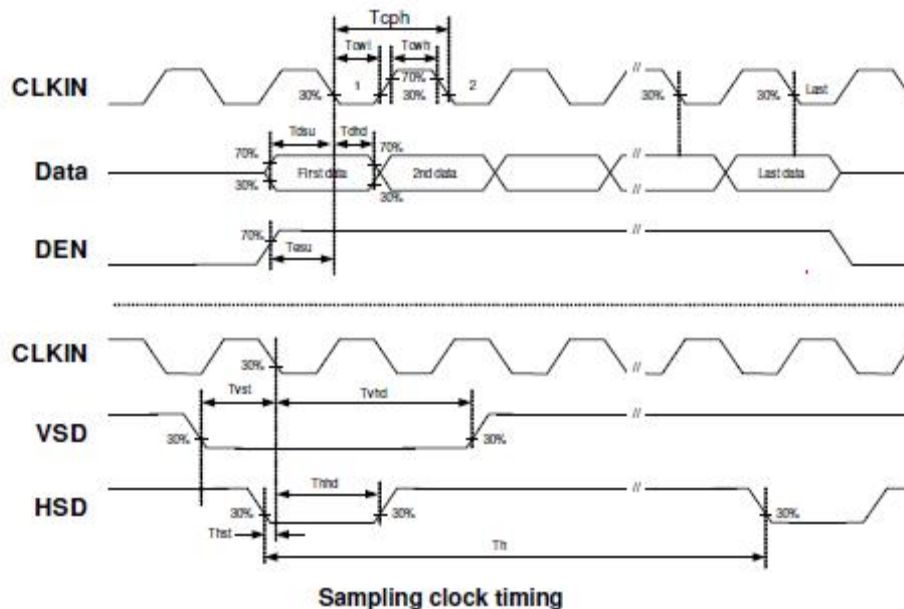 Tcph
Tcwl Tcwh
CLKIN 30% 1 70% 30% 2 // 30% 30% Last
Tdsu Tdhd
70% 70%
Data First data 2nd data // Last data
30% 30%
DEN 70% Tesu //
CLKIN 30% //
Tvst Tvhd
VSD 30% 30% //
HSD 30% Thhd 30% // 30%
Thst Th
Sampling clock timing